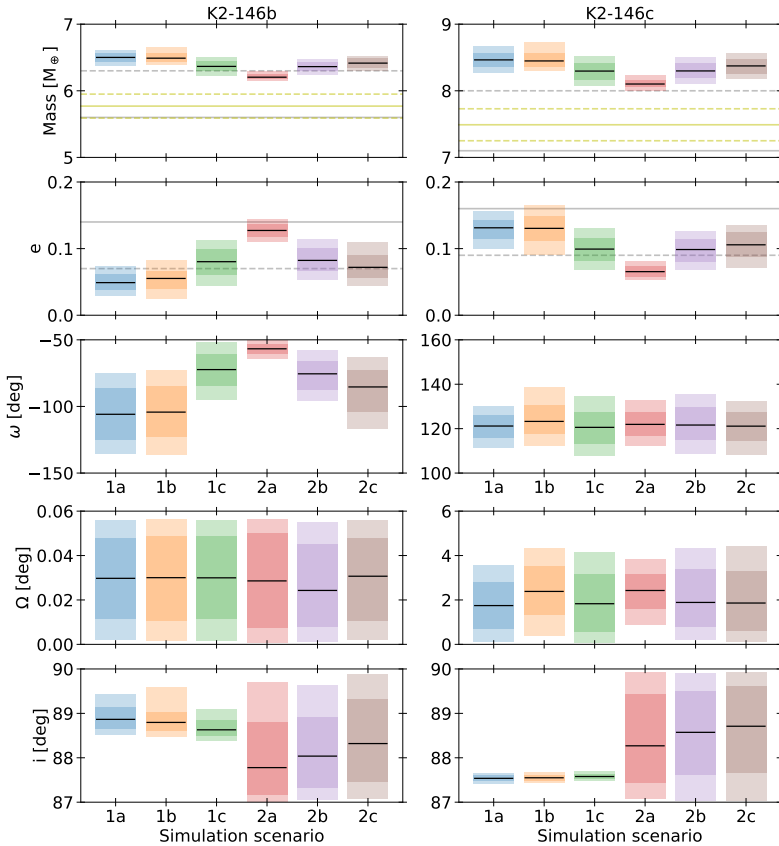 K2-146b
K2-146c
7
6
5
Mass [M⊕]
9
8
7
0.2
0.1
0.0
e
0.2
0.1
0.0
−50
−100
−150
ω [deg]
1a 1b 1c 2a 2b 2c
160
140
120
100
1a 1b 1c 2a 2b 2c
0.06
0.04
0.02
0.00
Ω [deg]
6
4
2
0
90
89
88
87
i [deg]
1a 1b 1c 2a 2b 2c
Simulation scenario
90
89
88
87
1a 1b 1c 2a 2b 2c
Simulation scenario